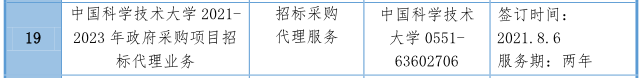 19
中国科学技术大学 2021-
2023 年政府采购项目招
标代理业务
招标采购
代理服务
中国科学技术
大学 0551-
63602706
签订时间：
2021.8.6
服务期：两年